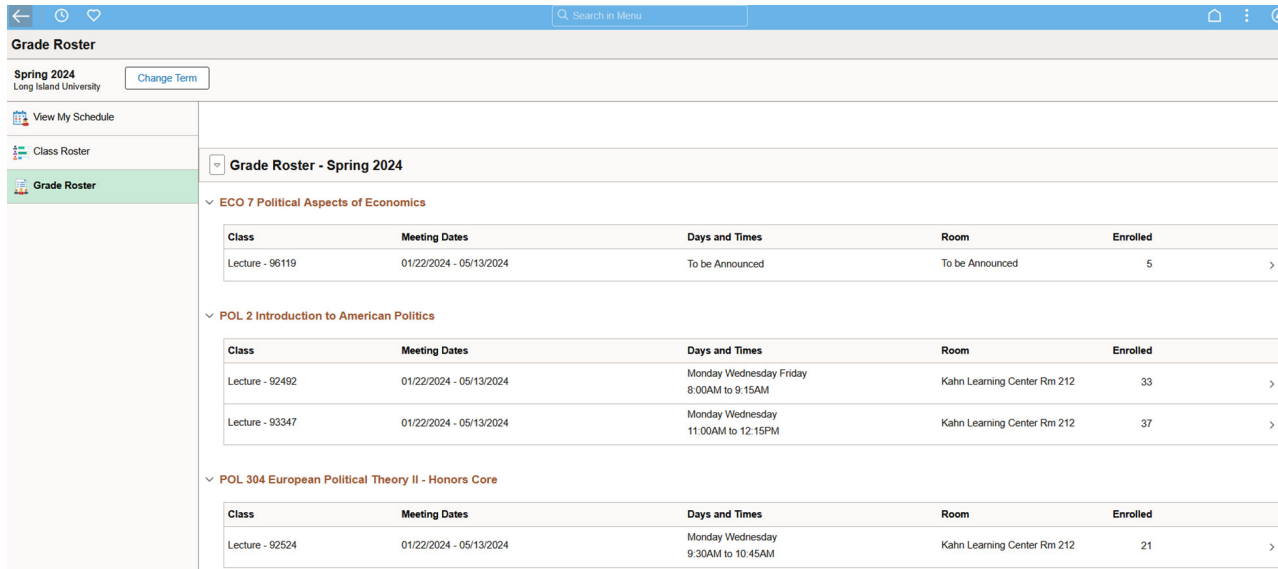 Search in Menu
Grade Roster
Spring 2024
Long Island University
Change Term
View My Schedule
Class Roster
Grade Roster
Grade Roster - Spring 2024
ECO 7 Political Aspects of Economics
Class Meeting Dates Days and Times Room Enrolled
Lecture - 96119 01/22/2024 - 05/13/2024 To be Announced To be Announced 5
POL 2 Introduction to American Politics
Class Meeting Dates Days and Times Room Enrolled
Lecture - 92492 01/22/2024 - 05/13/2024 Monday Wednesday Friday Kahn Learning Center Rm 212 33
8:00AM to 9:15AM
Lecture - 93347 01/22/2024 - 05/13/2024 Monday Wednesday Kahn Learning Center Rm 212 37
11:00AM to 12:15PM
POL 304 European Political Theory II - Honors Core
Class Meeting Dates Days and Times Room Enrolled
Lecture - 92524 01/22/2024 - 05/13/2024 Monday Wednesday Kahn Learning Center Rm 212 21
9:30AM to 10:45AM